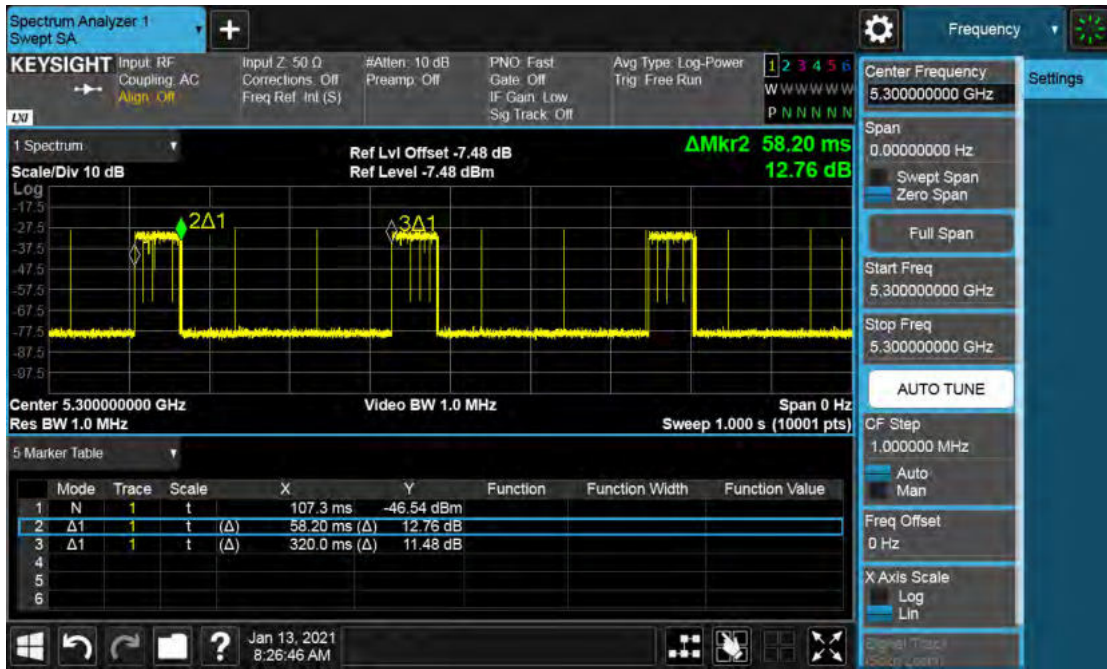 Spectrum Analyzer 1
Swept SA
+
Frequency
KEYSIGHT
Input: RF
Coupling: AC
Align: Off
Input Z: 50 Ω
Corrections: Off
Freq Ref: Int (S)
#Atten: 10 dB
Preamp: Off
PNO: Fast
Gate: Off
IF Gain: Low
Sig Track: Off
Avg Type: Log-Power
Trig: Free Run
1 2 3 4 5 6
W W W W W W
P N N N N N
LXI
Center Frequency
5.300000000 GHz
Settings
Span
0.00000000 Hz
Swept Span
Zero Span
Full Span
Start Freq
5.300000000 GHz
Stop Freq
5.300000000 GHz
AUTO TUNE
CF Step
1.000000 MHz
Auto
Man
Freq Offset
0 Hz
X Axis Scale
Log
Lin
Signal Track
(Span Zoom)
1 Spectrum
Scale/Div 10 dB
Ref Lvl Offset -7.48 dB
Ref Level -7.48 dBm
ΔMkr2 58.20 ms
12.76 dB
Log
-17.5
-27.5
-37.5
-47.5
-57.5
-67.5
-77.5
-87.5
-97.5
2Δ1
3Δ1
1
Center 5.300000000 GHz
Res BW 1.0 MHz
Video BW 1.0 MHz
Span 0 Hz
Sweep 1.000 s (10001 pts)
5 Marker Table
Mode Trace Scale X Y Function Function Width Function Value
1 N 1 t 107.3 ms -46.54 dBm
2 Δ1 1 t (Δ) 58.20 ms (Δ) 12.76 dB
3 Δ1 1 t (Δ) 320.0 ms (Δ) 11.48 dB
4
5
6
?
Jan 13, 2021
8:26:46 AM